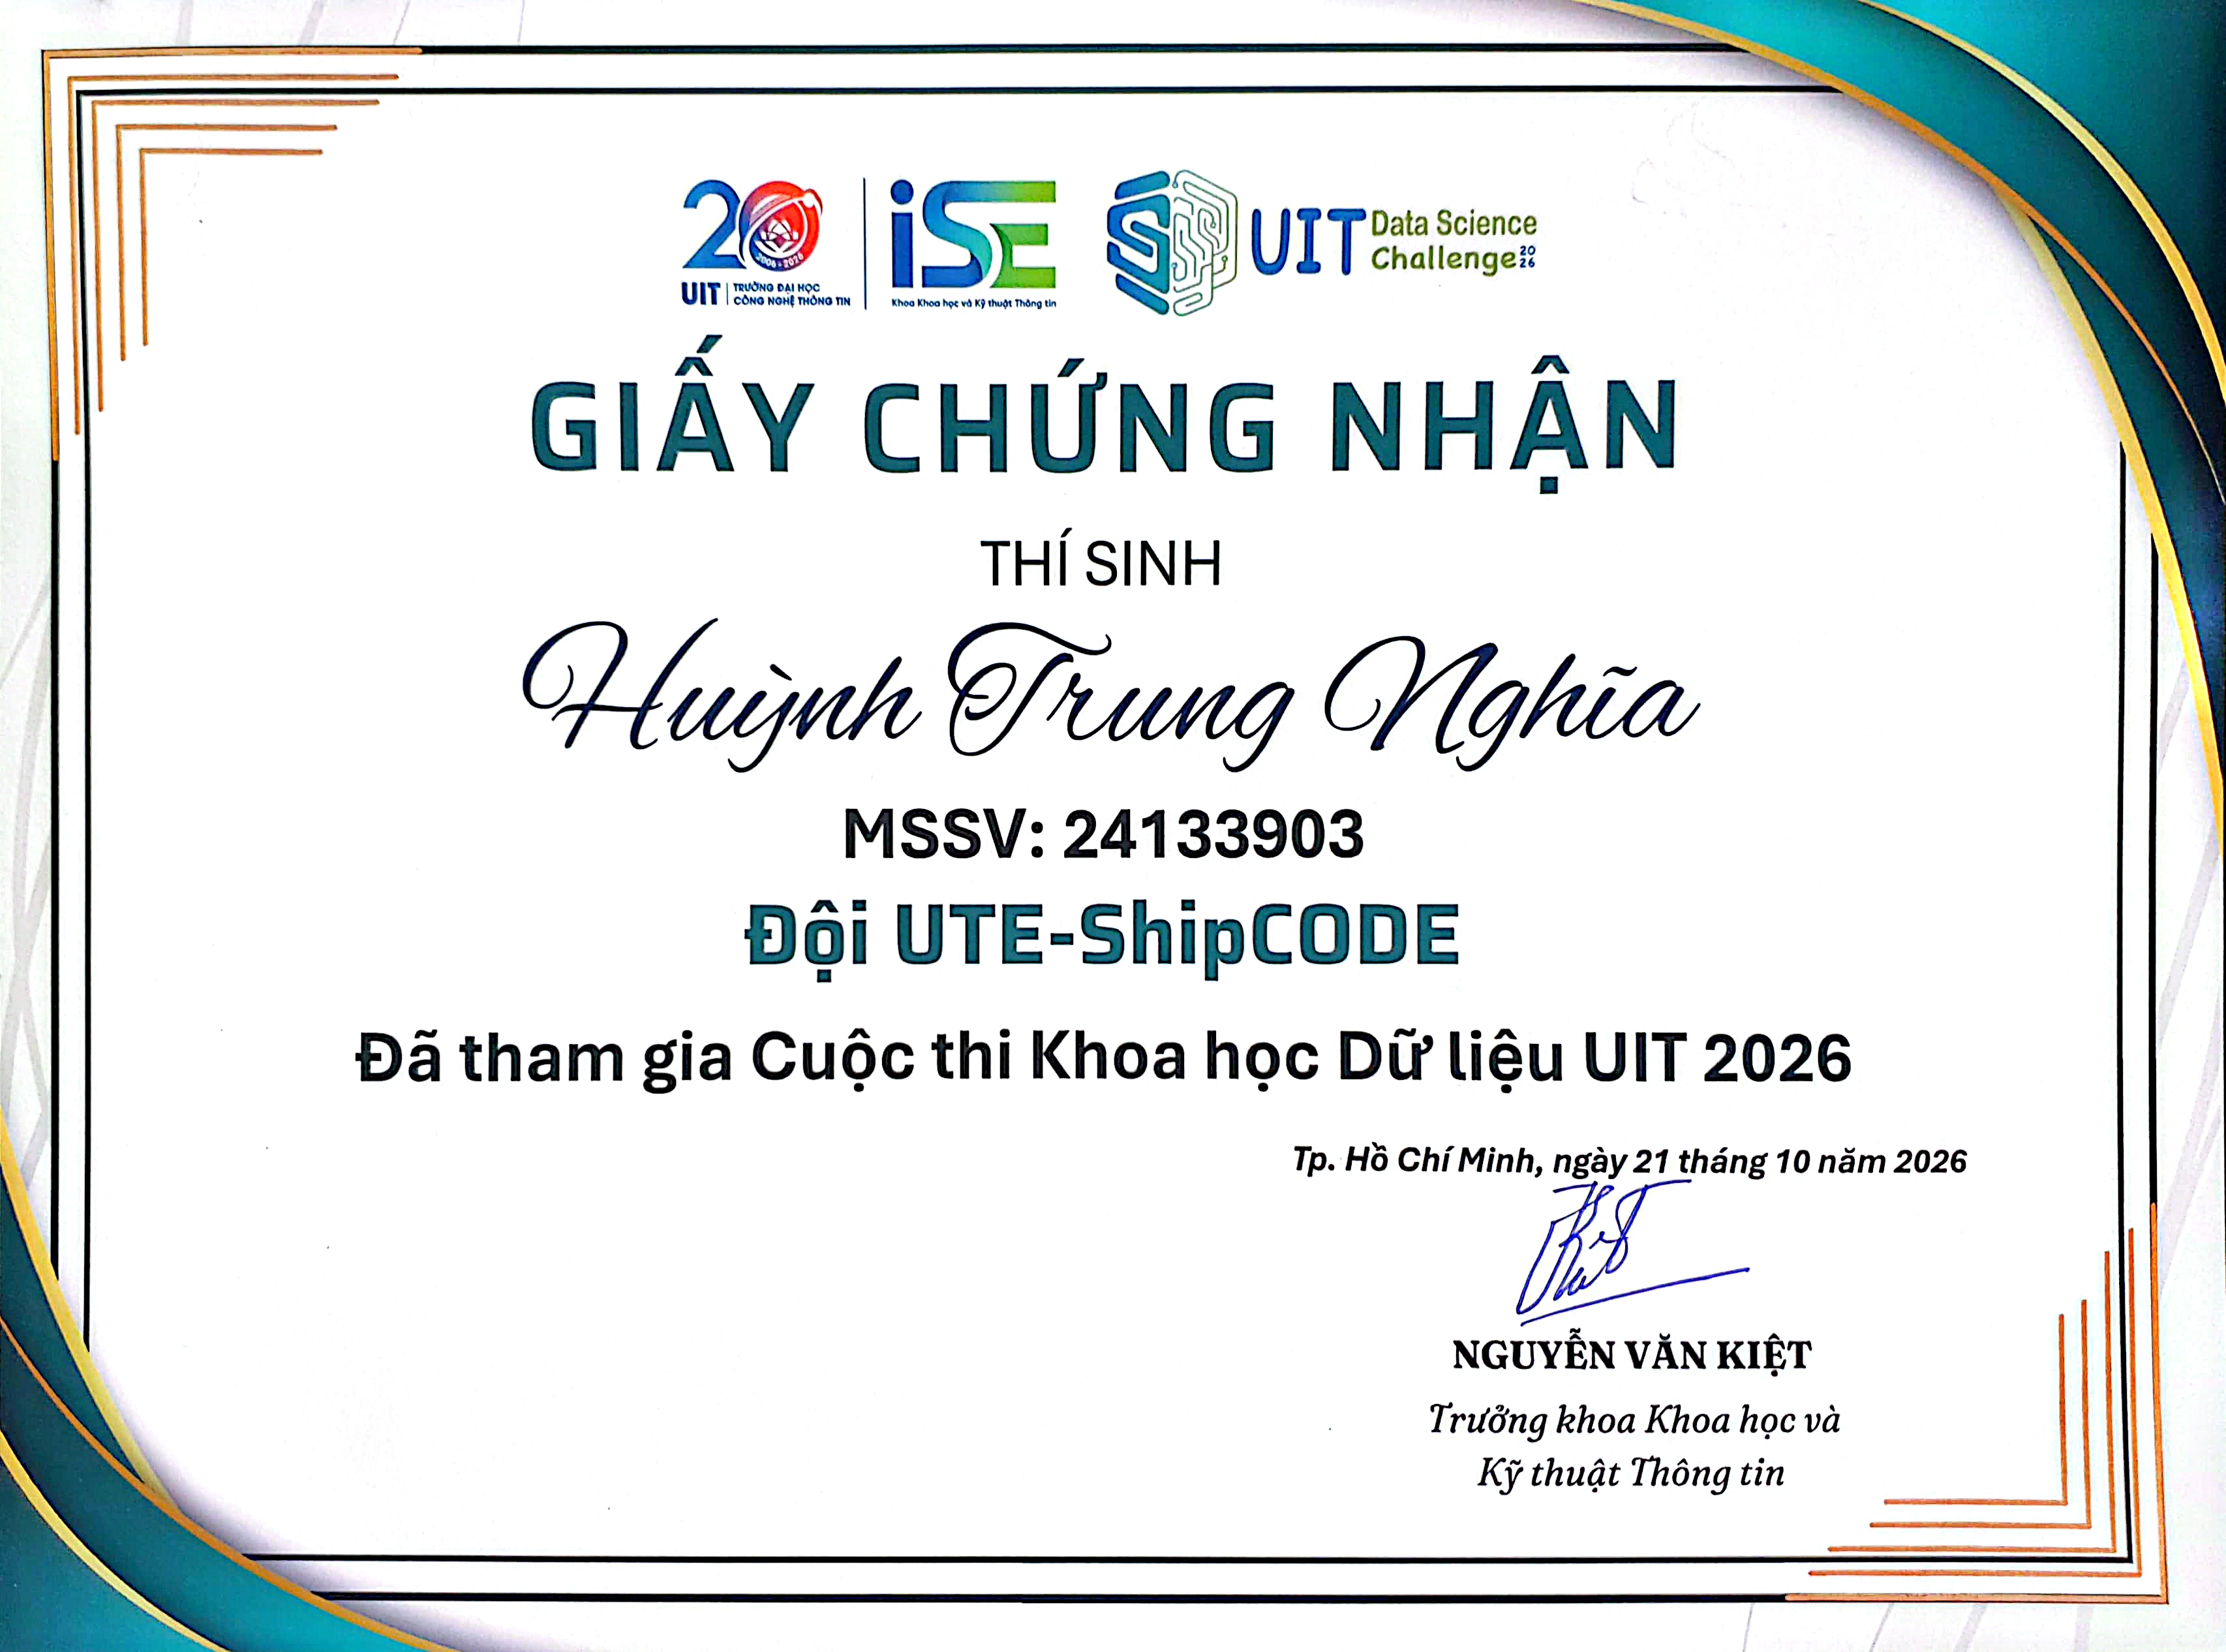 20
2006 - 2026
UIT | TRƯỜNG ĐẠI HỌC
CÔNG NGHỆ THÔNG TIN
iSE
Khoa Khoa học và Kỹ thuật Thông tin
UIT Data Science
Challenge 2026
GIẤY CHỨNG NHẬN
THÍ SINH
Huỳnh Trung Nghĩa
MSSV: 24133903
Đội UTE-ShipCODE
Đã tham gia Cuộc thi Khoa học Dữ liệu UIT 2026
Tp. Hồ Chí Minh, ngày 21 tháng 10 năm 2026
NGUYỄN VĂN KIỆT
Trưởng khoa Khoa học và
Kỹ thuật Thông tin